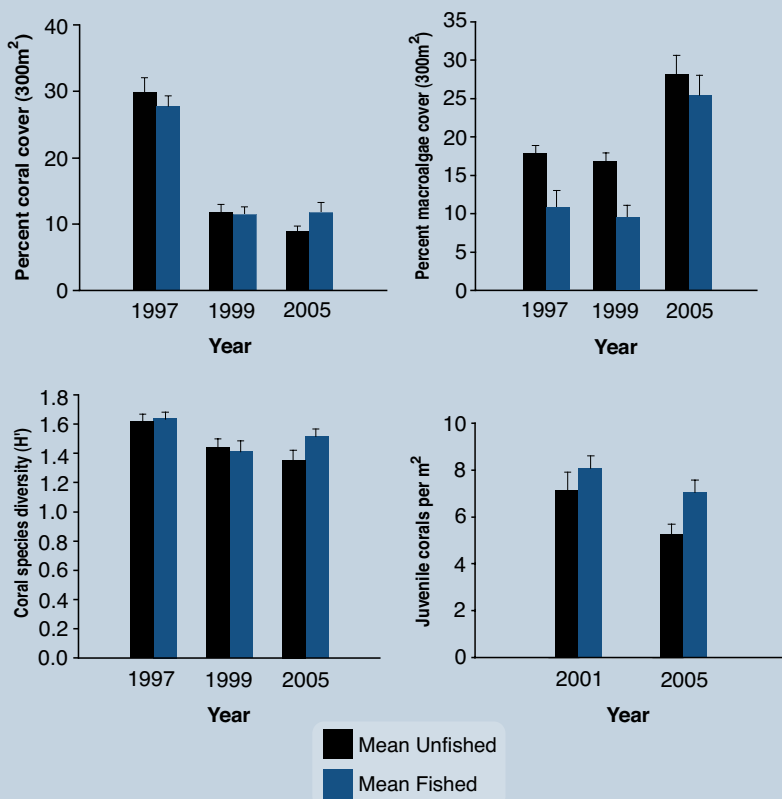 Percent coral cover (300m²)
40
30
20
10
0
1997 1999 2005
Year
Percent macroalgae cover (300m²)
35
30
25
20
15
10
5
0
1997 1999 2005
Year
Coral species diversity (H')
1.8
1.6
1.4
1.2
1.0
0.8
0.6
0.4
0.2
0.0
1997 1999 2005
Year
Juvenile corals per m²
10
8
6
4
2
0
2001 2005
Year
Mean Unfished
Mean Fished